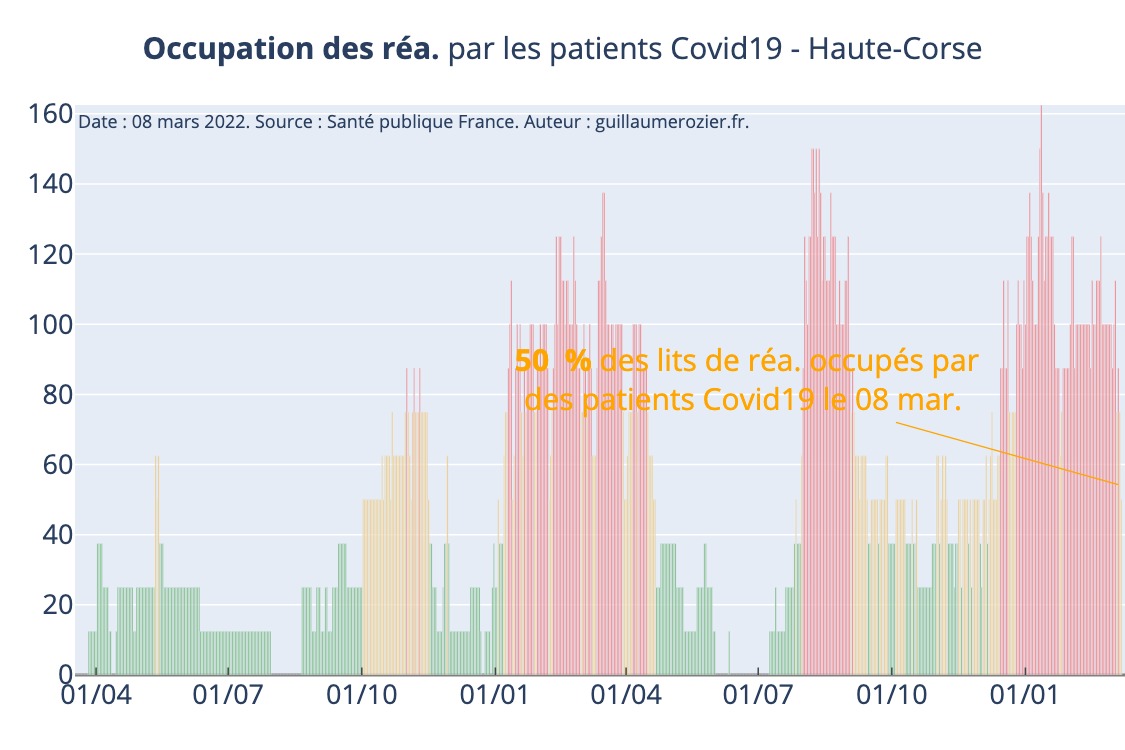 Occupation des réa. par les patients Covid19 - Haute-Corse
160
Date : 08 mars 2022. Source : Santé publique France. Auteur : guillaumerozier.fr.
140
120
100
50 % des lits de réa. occupés par
des patients Covid19 le 08 mar.
80
60
40
20
0
01/04 01/07 01/10 01/01 01/04 01/07 01/10 01/01